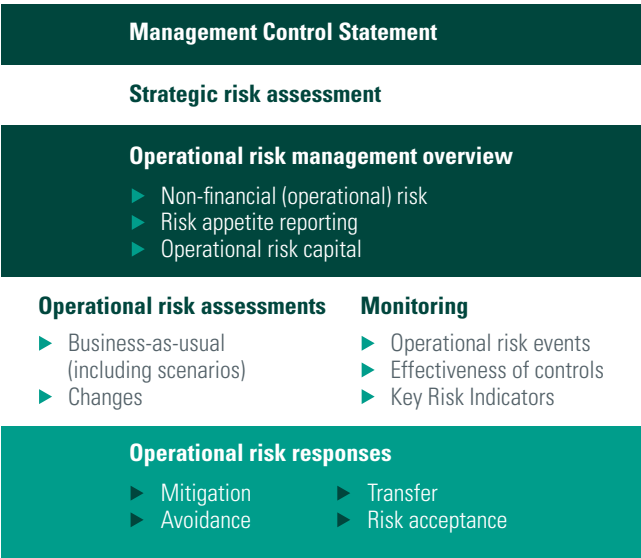 Management Control Statement
Strategic risk assessment
Operational risk management overview
Non-financial (operational) risk
Risk appetite reporting
Operational risk capital
Operational risk assessments
Business-as-usual
(including scenarios)
Changes
Monitoring
Operational risk events
Effectiveness of controls
Key Risk Indicators
Operational risk responses
Mitigation
Avoidance
Transfer
Risk acceptance